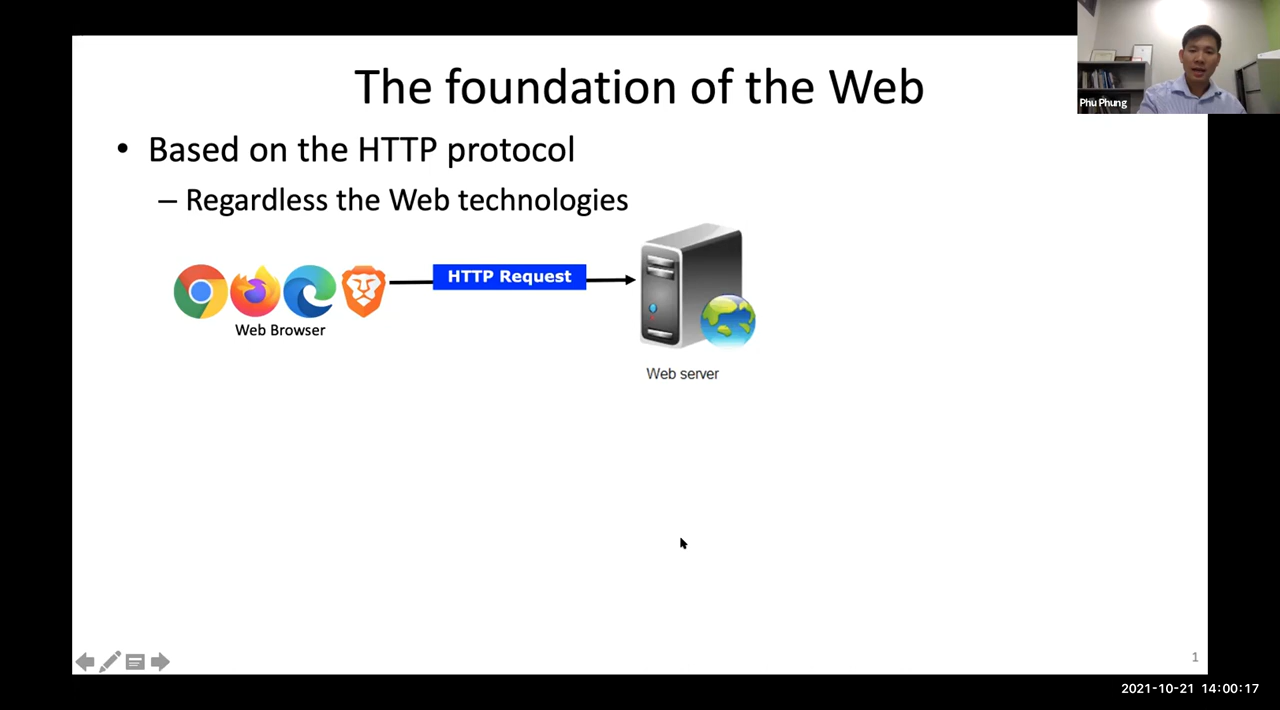 The foundation of the Web
Phu Phung
• Based on the HTTP protocol
– Regardless the Web technologies
HTTP Request
Web Browser
Web server
1
2021-10-21 14:00:17